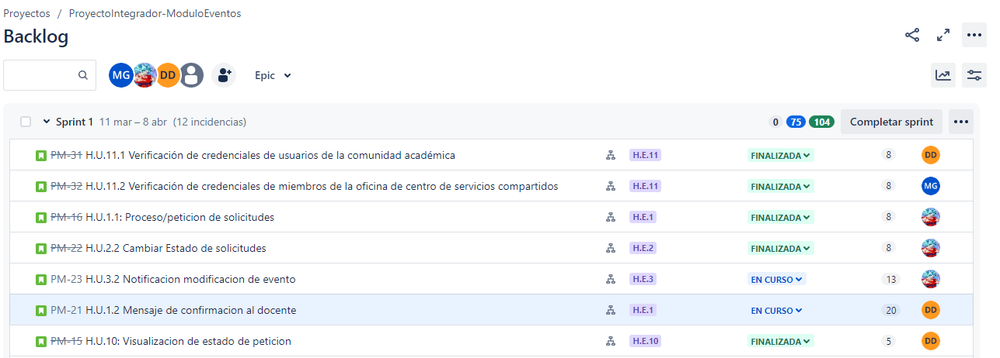 Proyectos / ProyectoIntegrador-ModuloEventos
Backlog
MG DD Epic
Sprint 1 11 mar – 8 abr (12 incidencias) 0 75 104 Completar sprint
PM-31 H.U.11.1 Verificación de credenciales de usuarios de la comunidad académica H.E.11 FINALIZADA 8 DD
PM-32 H.U.11.2 Verificación de credenciales de miembros de la oficina de centro de servicios compartidos H.E.11 FINALIZADA 8 MG
PM-16 H.U.1.1: Proceso/peticion de solicitudes H.E.1 FINALIZADA 8
PM-22 H.U.2.2 Cambiar Estado de solicitudes H.E.2 FINALIZADA 8
PM-23 H.U.3.2 Notificacion modificacion de evento H.E.3 EN CURSO 13
PM-21 H.U.1.2 Mensaje de confirmacion al docente H.E.1 EN CURSO 20 DD
PM-15 H.U.10: Visualizacion de estado de peticion H.E.10 FINALIZADA 5 DD